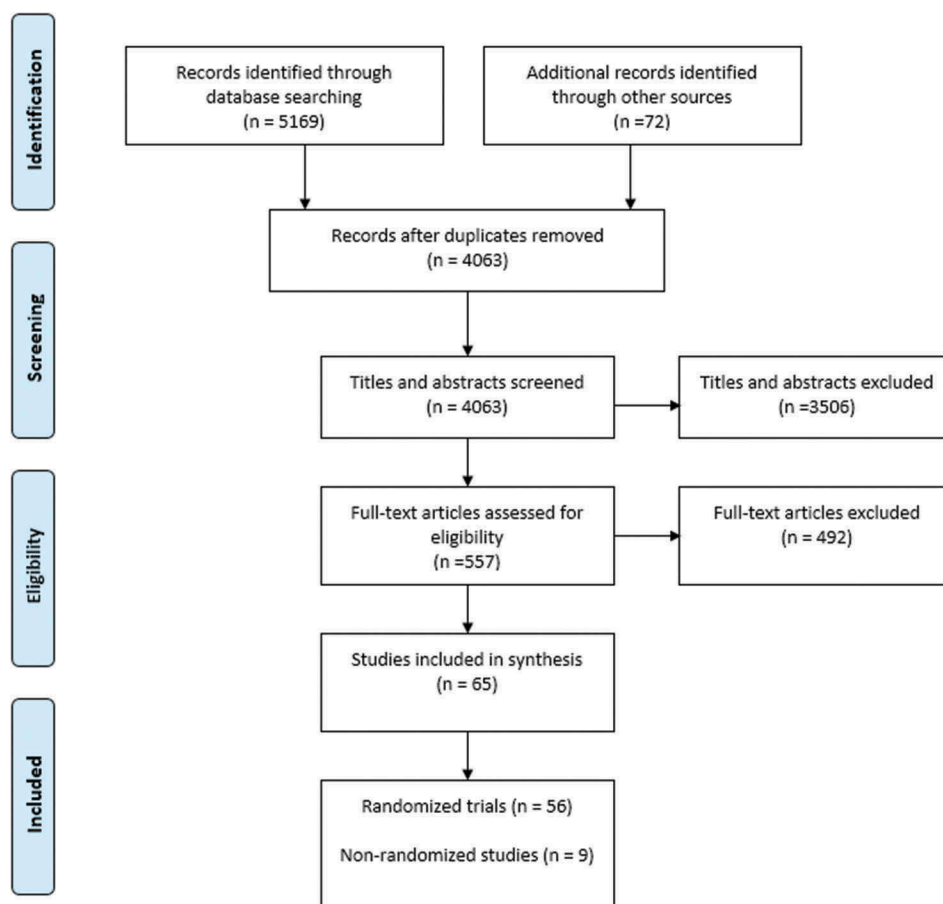 Identification
Records identified through
database searching
(n = 5169)
Additional records identified
through other sources
(n =72)
Records after duplicates removed
(n = 4063)
Screening
Titles and abstracts screened
(n = 4063)
Titles and abstracts excluded
(n =3506)
Eligibility
Full-text articles assessed for
eligibility
(n =557)
Full-text articles excluded
(n = 492)
Studies included in synthesis
(n = 65)
Included
Randomized trials (n = 56)
Non-randomized studies (n = 9)